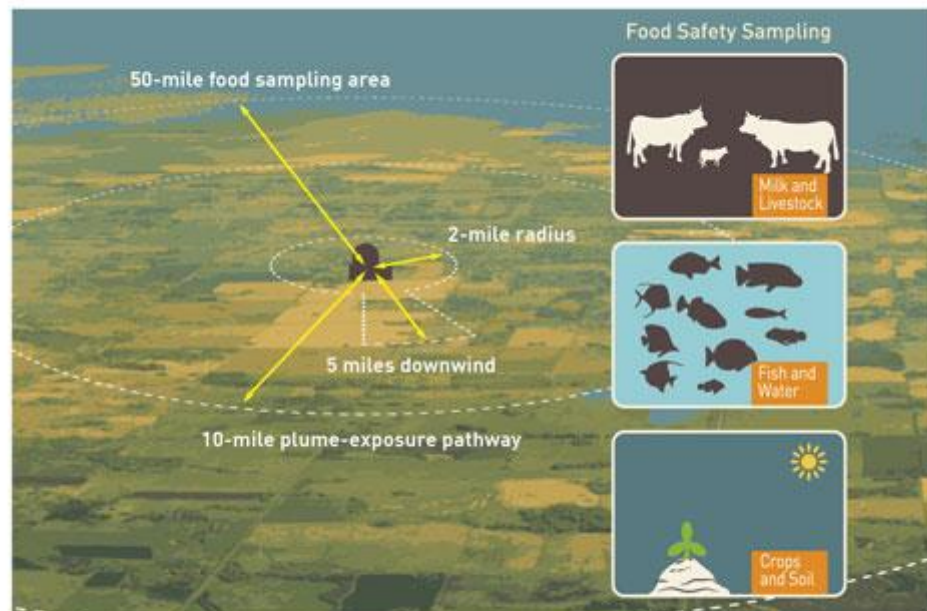 Food Safety Sampling
50-mile food sampling area
Milk and
Livestock
2-mile radius
5 miles downwind
Fish and
Water
10-mile plume-exposure pathway
Crops
and Soil